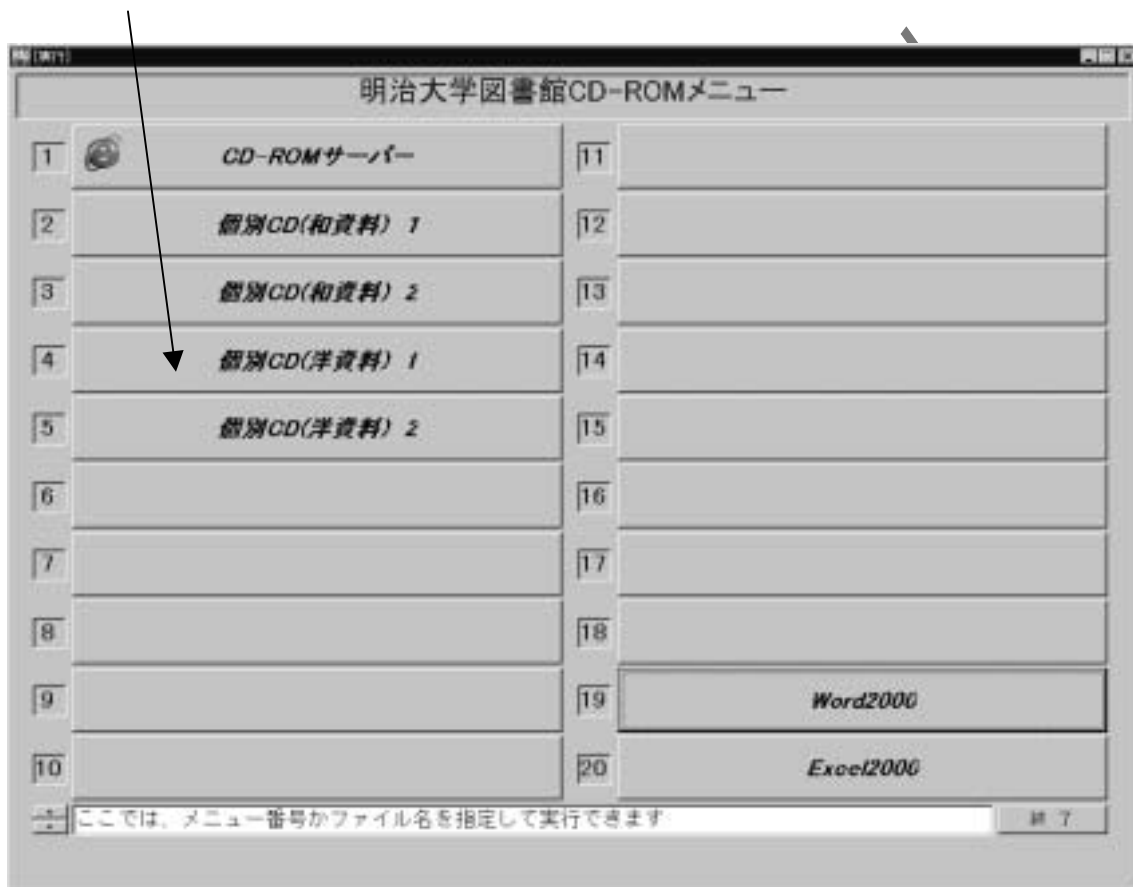 (実行)
明治大学図書館CD-ROMメニュー
1 CD-ROMサーバー
2 個別CD(和資料) 1
3 個別CD(和資料) 2
4 個別CD(洋資料) 1
5 個別CD(洋資料) 2
6
7
8
9
10
11
12
13
14
15
16
17
18
19 Word2000
20 Excel2000
ここでは、メニュー番号かファイル名を指定して実行できます
終了